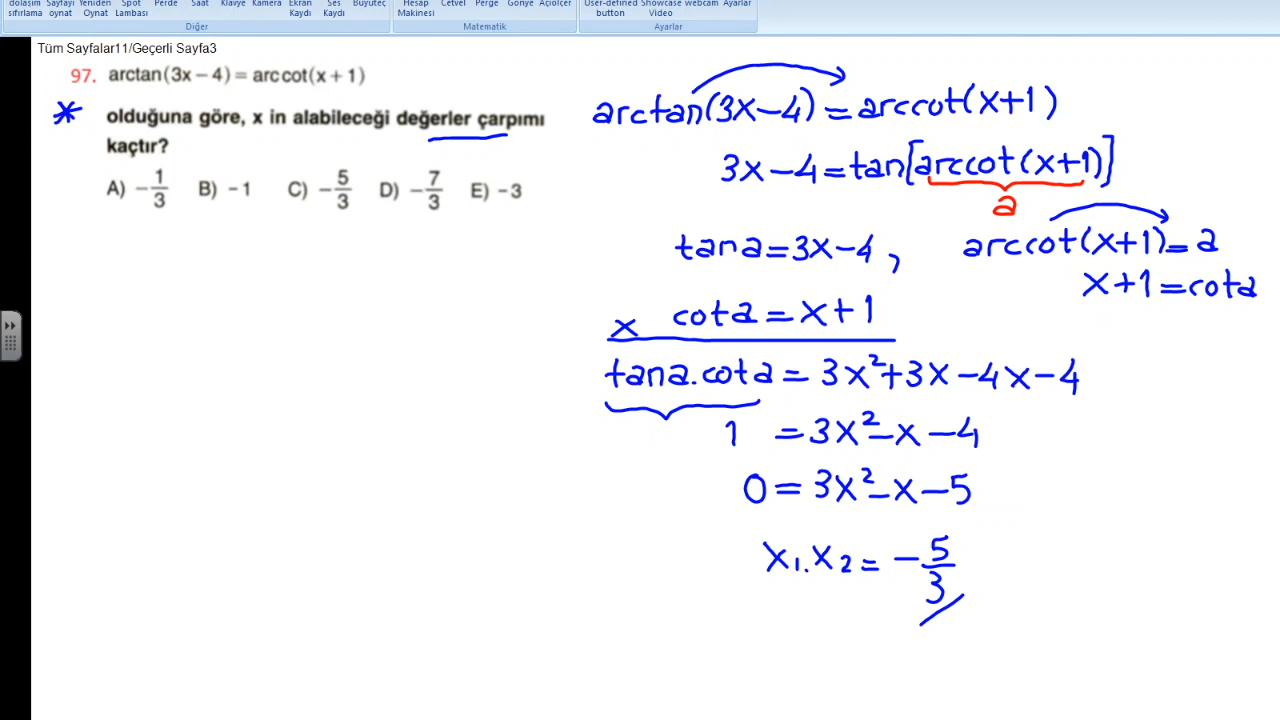 dolaşım Sayfayı Yeniden Spot Perde Saat Klavye Kamera Ekran Ses Büyüteç Hesap Cetvel Perge Gönye Açıölçer User-defined Showcase webcam Ayarlar
sıfırlama oynat Oynat Lambası Kaydı Kaydı Makinesi button Video
Diğer Matematik Ayarlar
Tüm Sayfalar11/Geçerli Sayfa3
97. arctan(3x − 4) = arc cot(x + 1)
* olduğuna göre, x in alabileceği değerler çarpımı
kaçtır?
A) −1/3 B) −1 C) −5/3 D) −7/3 E) −3
arctan(3x−4) = arccot(x+1)
3x−4 = tan[arccot(x+1)]
a
tana = 3x−4 , arccot(x+1) = a
x+1 = cota
x cota = x+1
tana.cota = 3x²+3x−4x−4
1 = 3x²−x−4
0 = 3x²−x−5
x₁.x₂ = −5/3